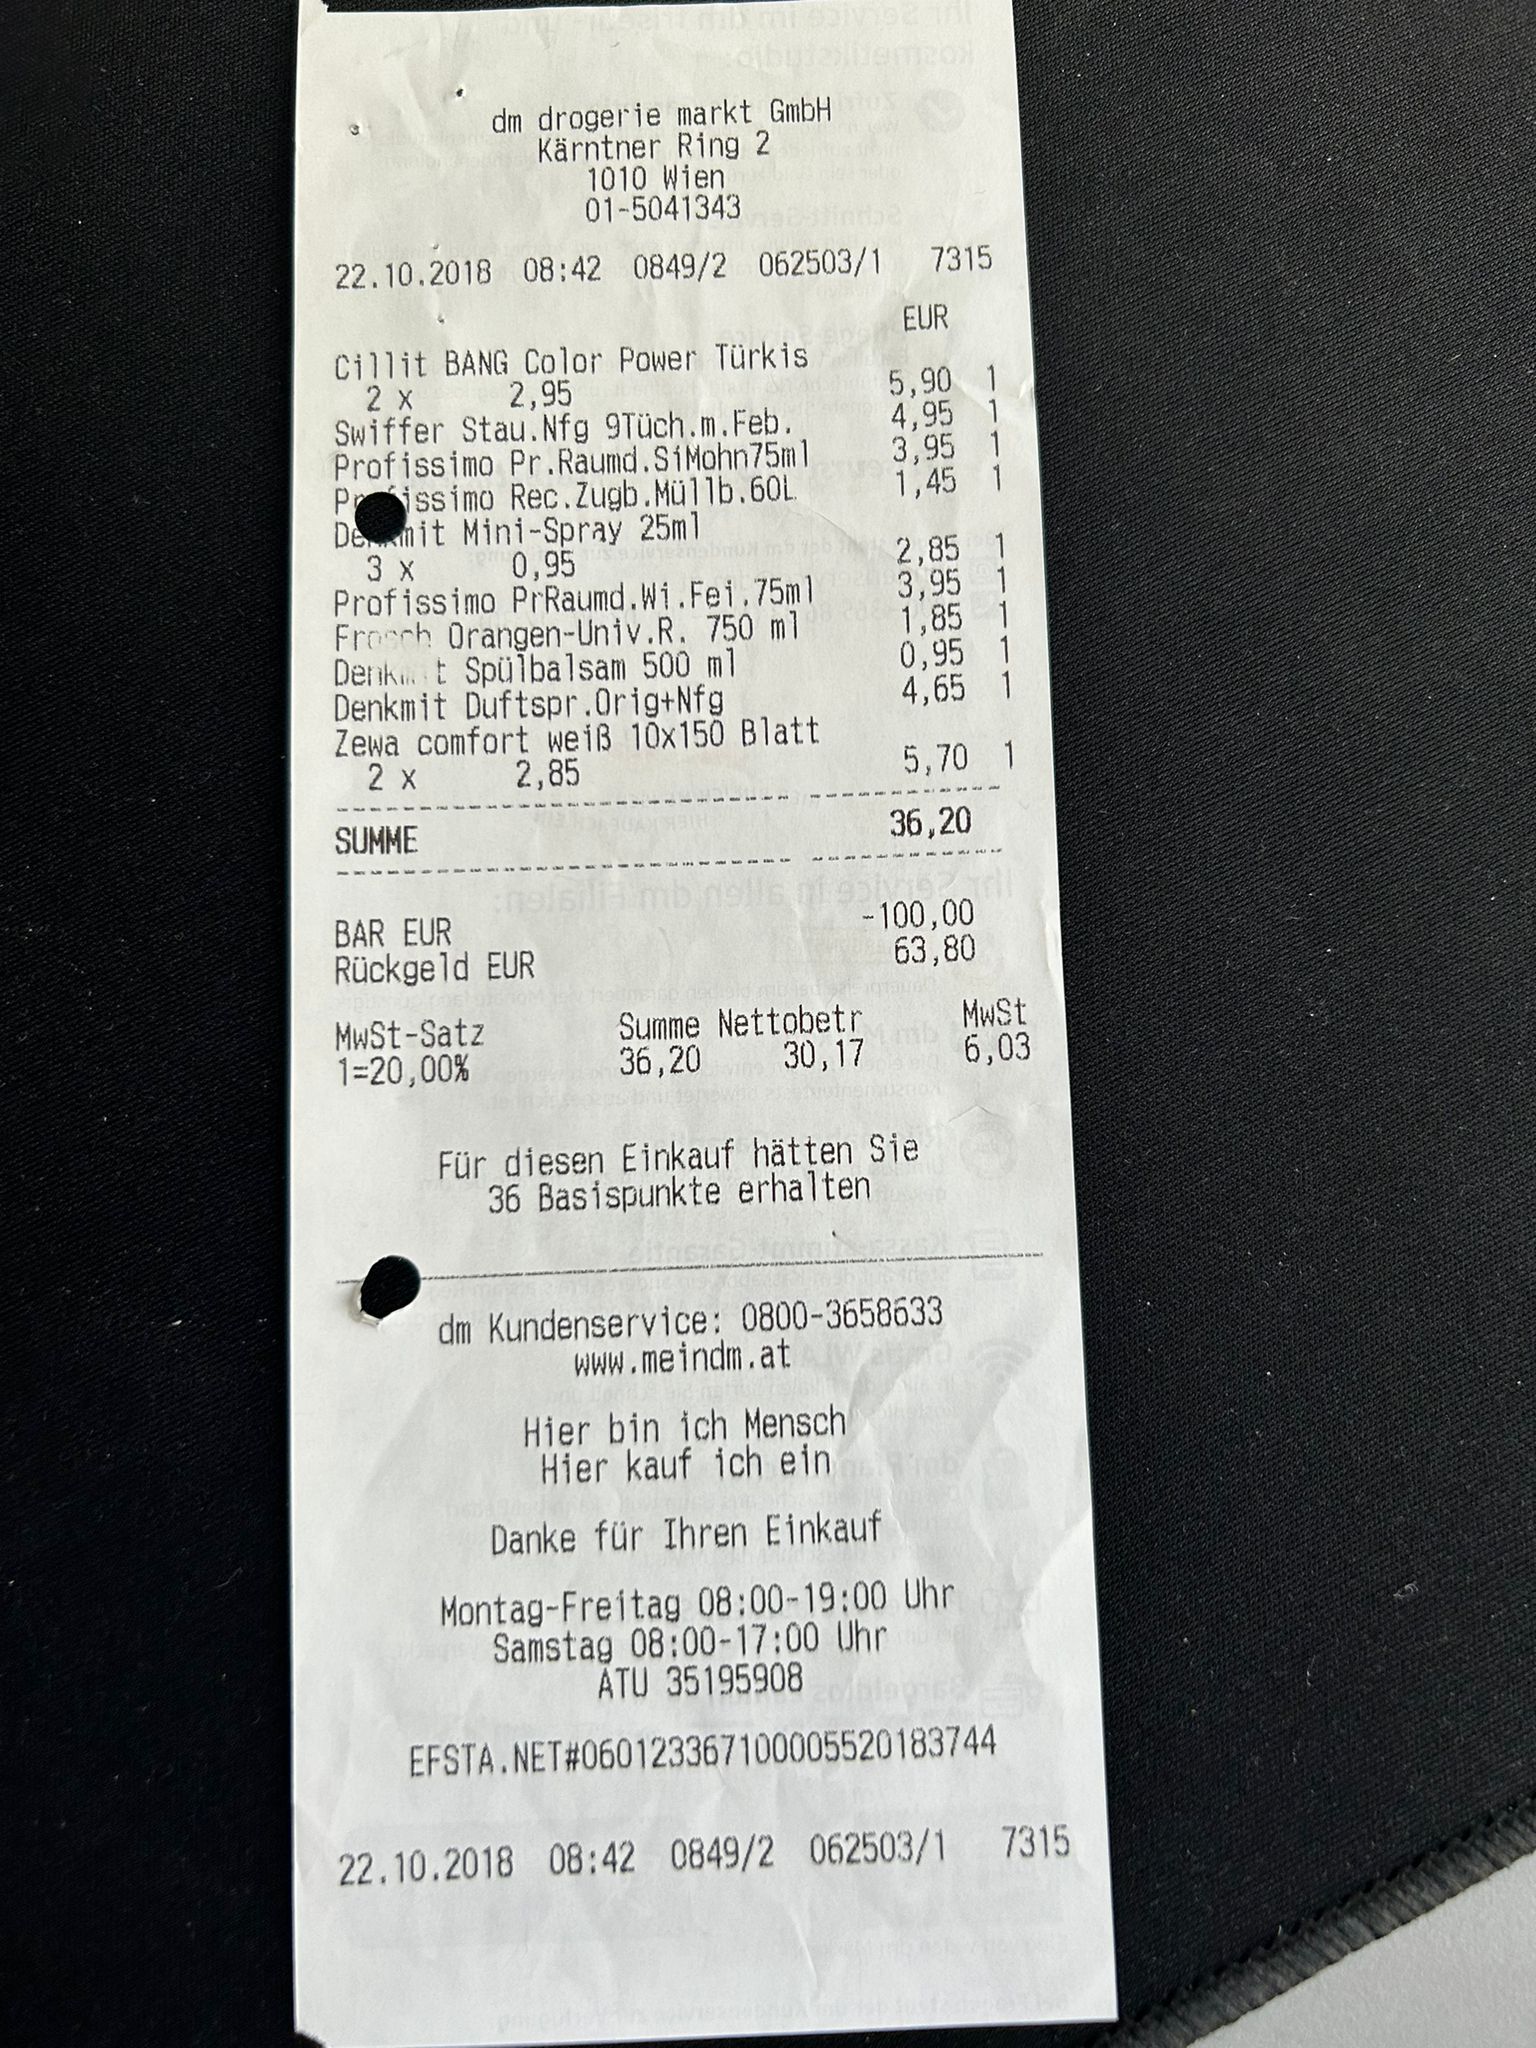 dm drogerie markt GmbH
Kärntner Ring 2
1010 Wien
01-5041343
22.10.2018 08:42 0849/2 062503/1 7315
EUR
Cillit BANG Color Power Türkis
2 x 2,95 5,90 1
Swiffer Stau.Nfg 9Tüch.m.Feb. 4,95 1
Profissimo Pr.Raumd.SiMohn75ml 3,95 1
Profissimo Rec.Zugb.Müllb.60L 1,45 1
Denkmit Mini-Spray 25ml
3 x 0,95 2,85 1
Profissimo PrRaumd.Wi.Fei.75ml 3,95 1
Frosch Orangen-Univ.R. 750 ml 1,85 1
Denkmit Spülbalsam 500 ml 0,95 1
Denkmit Duftspr.Orig+Nfg 4,65 1
Zewa comfort weiß 10x150 Blatt
2 x 2,85 5,70 1
SUMME 36,20
BAR EUR -100,00
Rückgeld EUR 63,80
MwSt-Satz Summe Nettobetr MwSt
1=20,00% 36,20 30,17 6,03
Für diesen Einkauf hätten Sie
36 Basispunkte erhalten
dm Kundenservice: 0800-3658633
www.meindm.at
Hier bin ich Mensch
Hier kauf ich ein
Danke für Ihren Einkauf
Montag-Freitag 08:00-19:00 Uhr
Samstag 08:00-17:00 Uhr
ATU 35195908
EFSTA.NET#060123367100005520183744
22.10.2018 08:42 0849/2 062503/1 7315